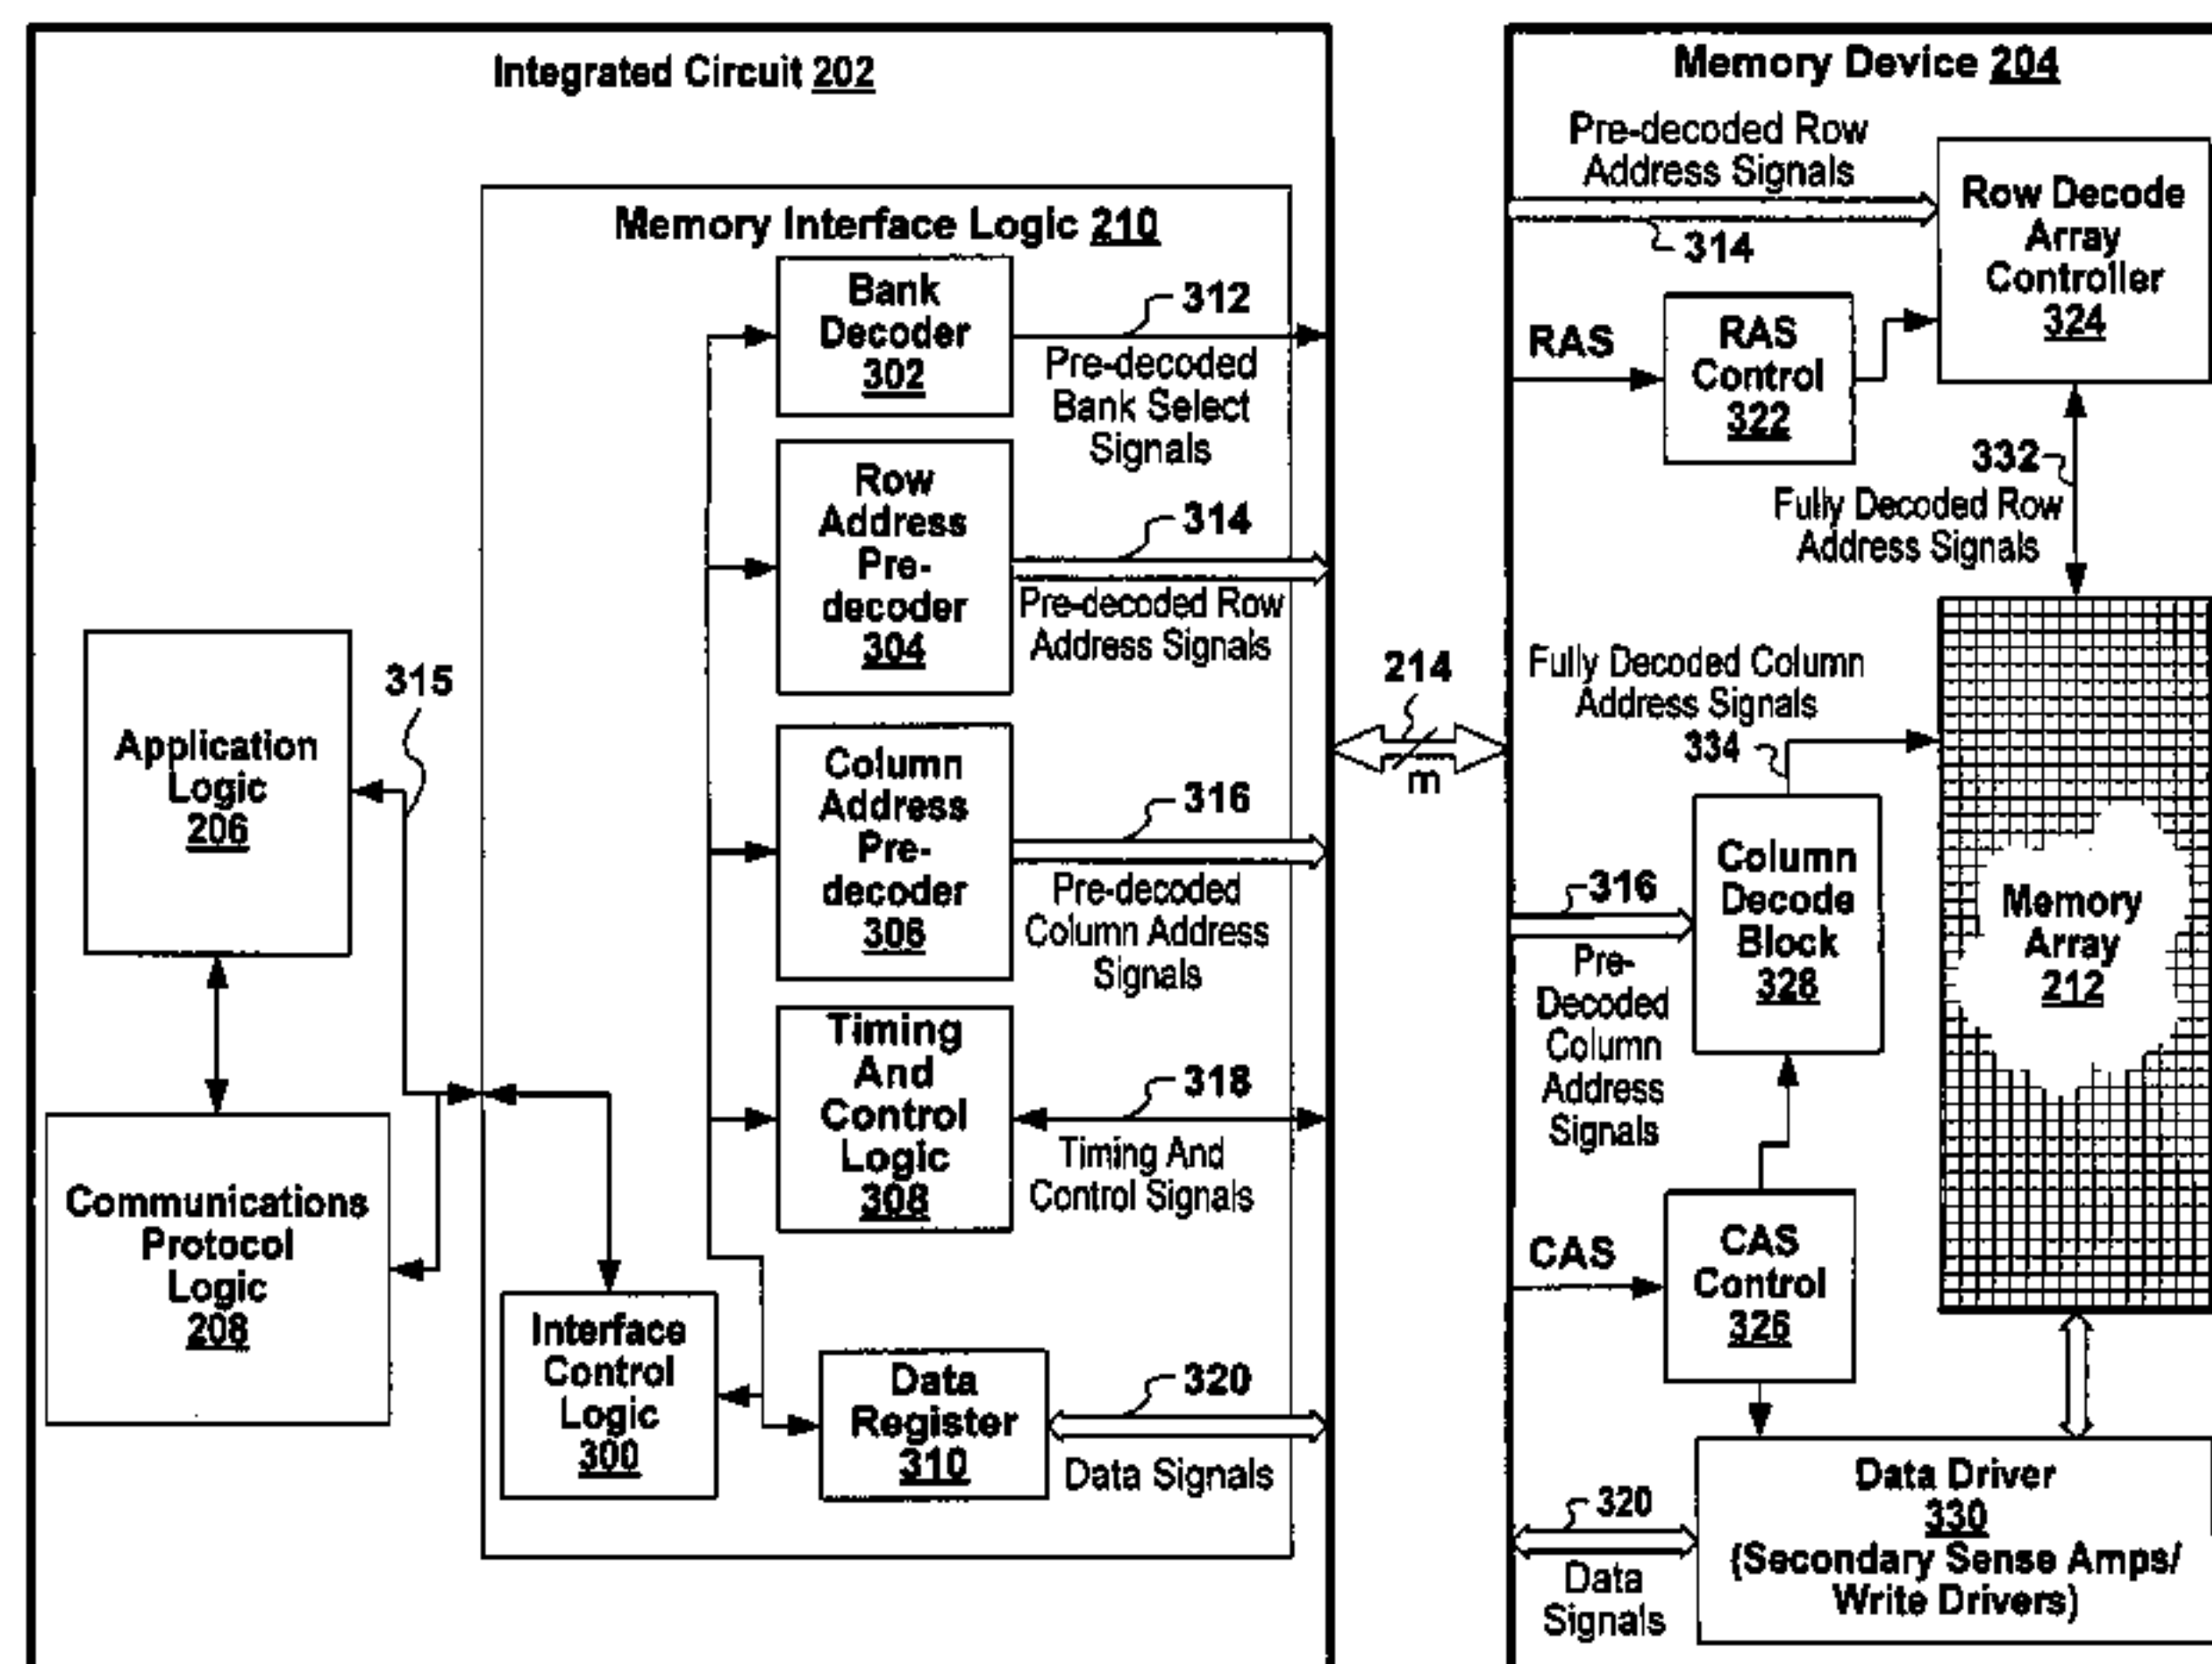 Integrated Circuit 202
Memory Interface Logic 210
Bank
Decoder
302
312
Pre-decoded
Bank Select
Signals
Row
Address
Pre-
decoder
304
314
Pre-decoded Row
Address Signals
Column
Address
Pre-
decoder
306
316
Pre-decoded
Column Address
Signals
Timing
And
Control
Logic
308
318
Timing And
Control Signals
Application
Logic
206
315
Communications
Protocol
Logic
208
Interface
Control
Logic
300
Data
Register
310
320
Data Signals
214
m
Memory Device 204
Pre-decoded Row
Address Signals
314
Row Decode
Array
Controller
324
RAS
RAS
Control
322
332
Fully Decoded Row
Address Signals
Fully Decoded Column
Address Signals
334
316
Pre-
Decoded
Column
Address
Signals
Column
Decode
Block
328
Memory
Array
212
CAS
CAS
Control
326
320
Data
Signals
Data Driver
330
(Secondary Sense Amps/
Write Drivers)